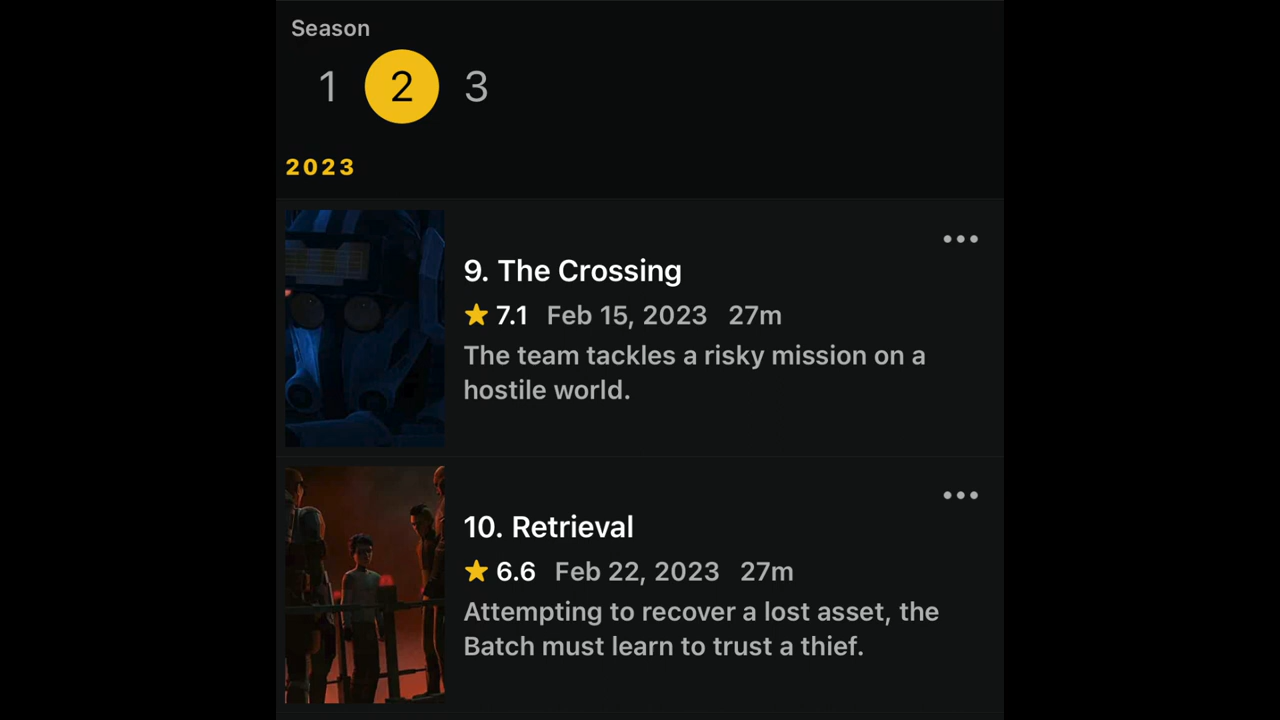 Season
1 2 3
2023
9. The Crossing
7.1 Feb 15, 2023 27m
The team tackles a risky mission on a
hostile world.
10. Retrieval
6.6 Feb 22, 2023 27m
Attempting to recover a lost asset, the
Batch must learn to trust a thief.